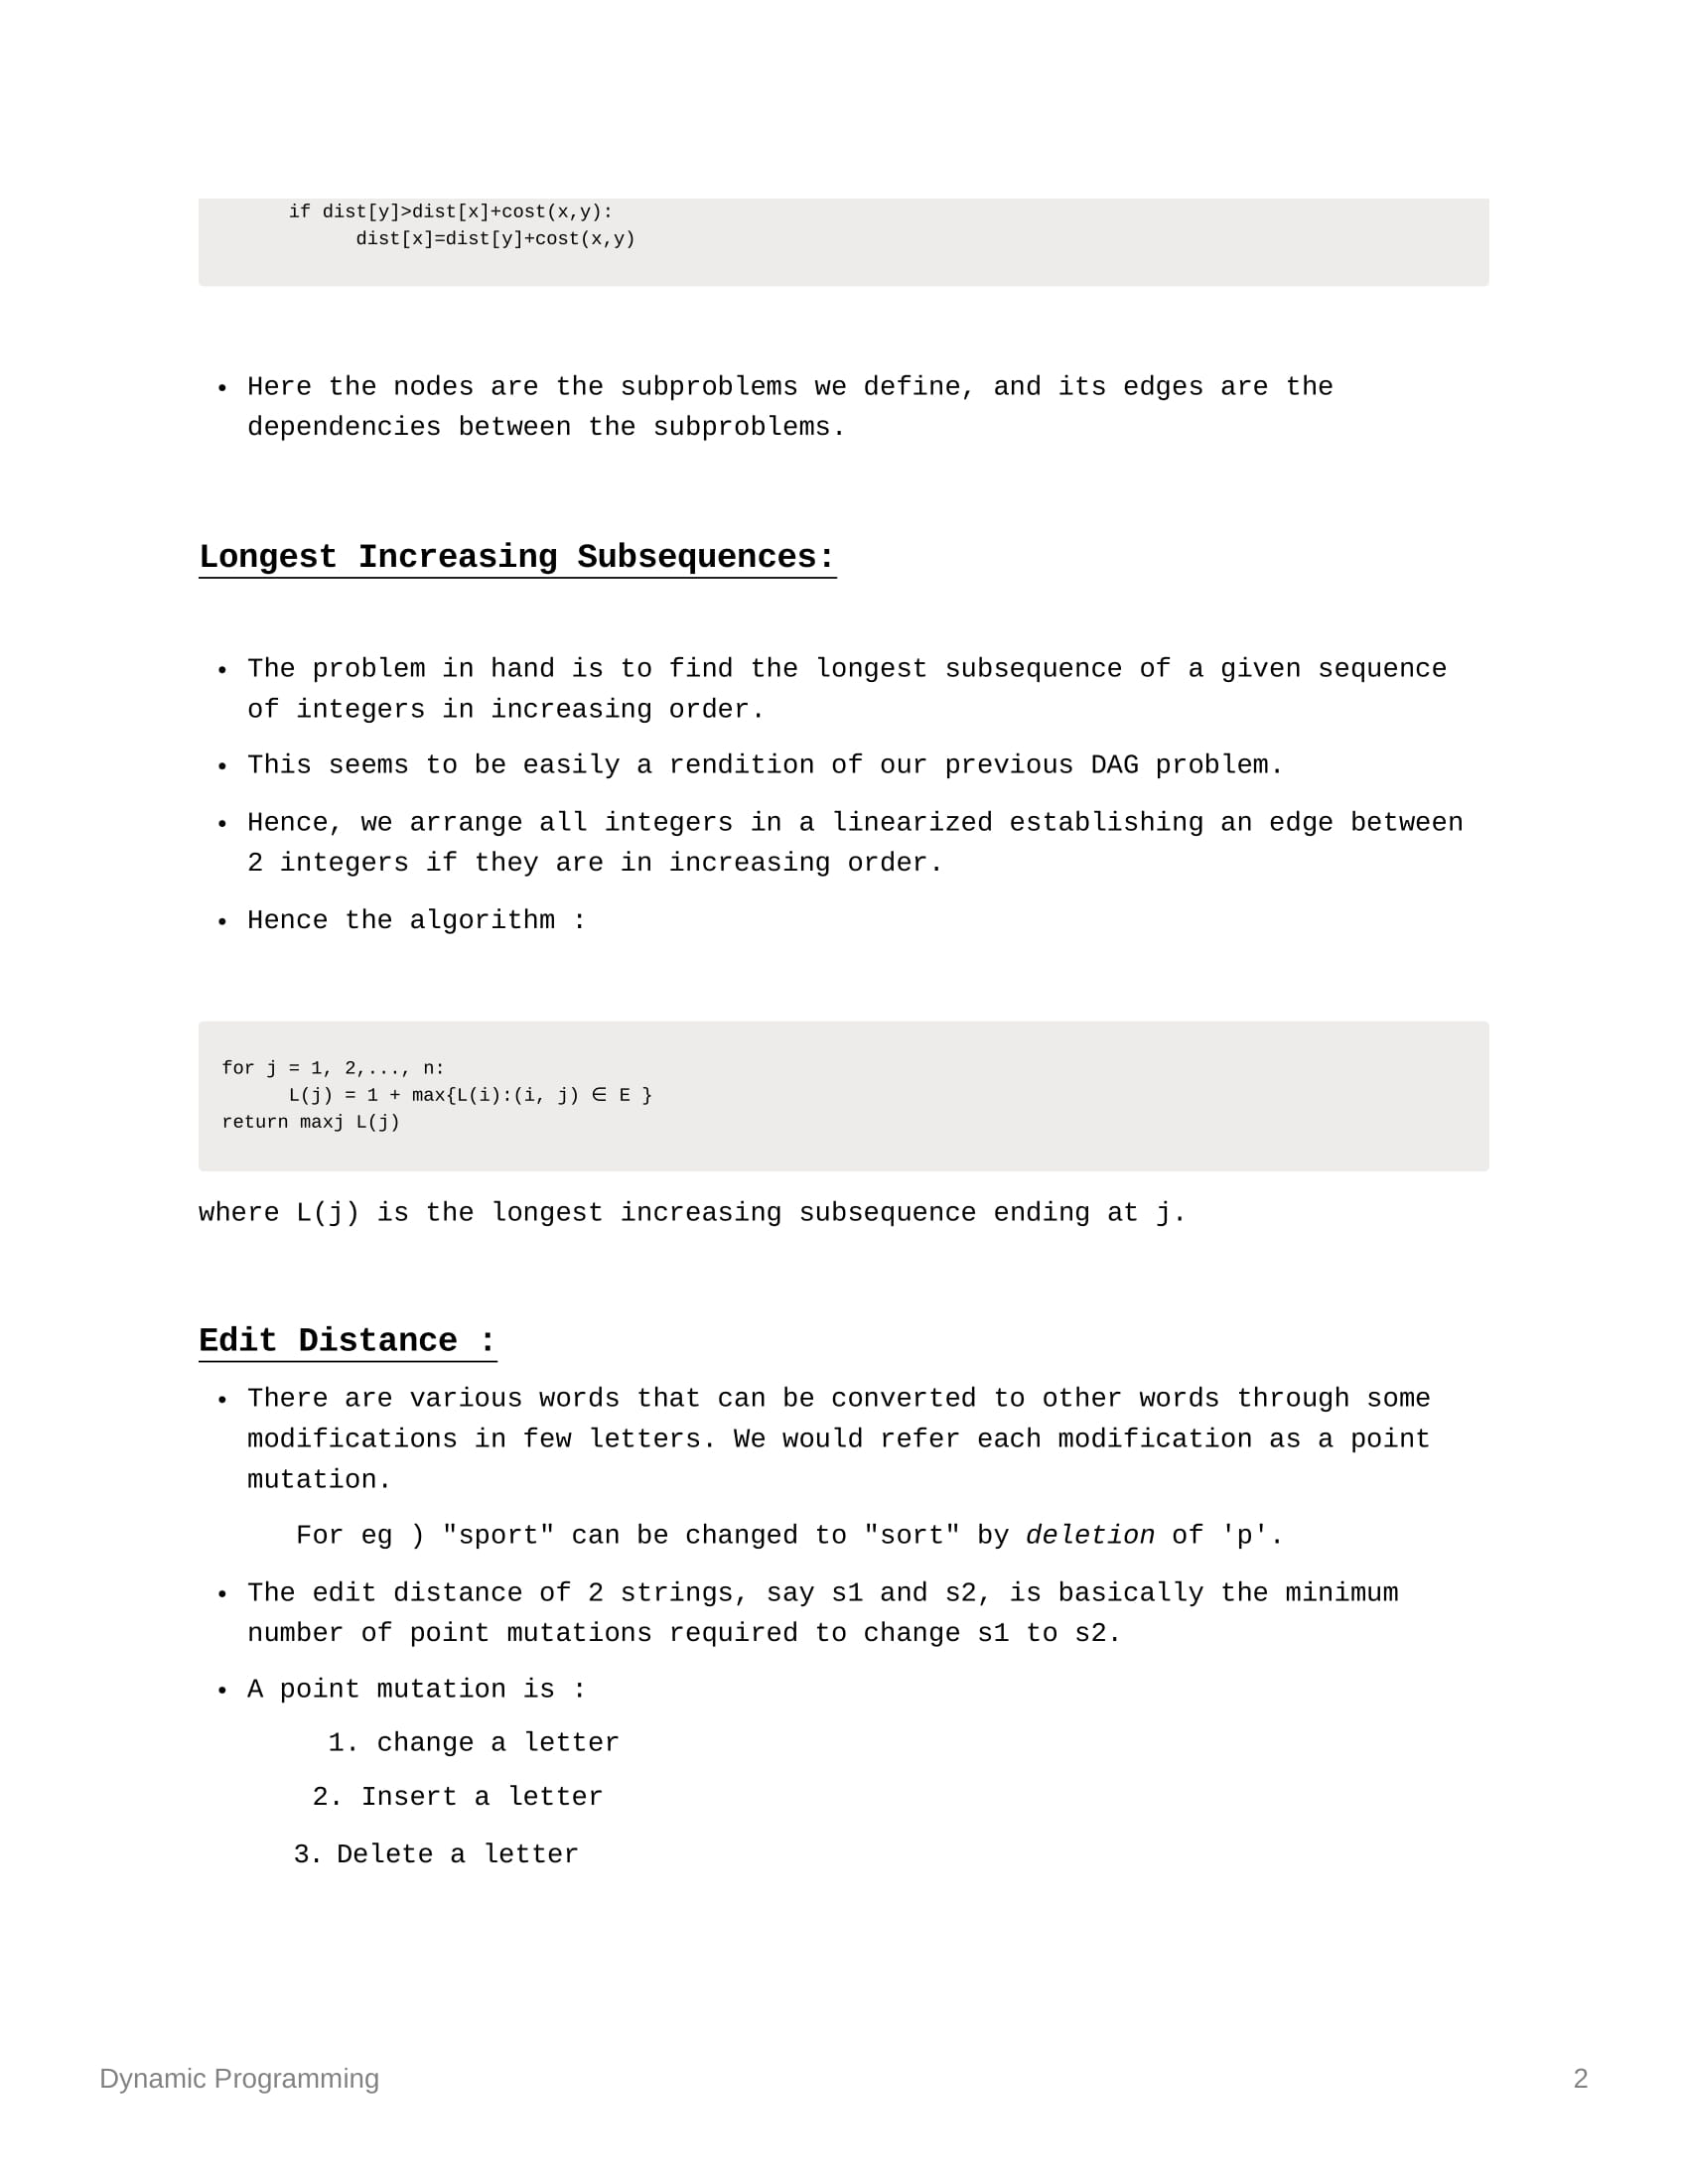 if dist[y]>dist[x]+cost(x,y):
dist[x]=dist[y]+cost(x,y)
• Here the nodes are the subproblems we define, and its edges are the
dependencies between the subproblems.
Longest Increasing Subsequences:
• The problem in hand is to find the longest subsequence of a given sequence
of integers in increasing order.
• This seems to be easily a rendition of our previous DAG problem.
• Hence, we arrange all integers in a linearized establishing an edge between
2 integers if they are in increasing order.
• Hence the algorithm :
for j = 1, 2,..., n:
L(j) = 1 + max{L(i):(i, j) ∈ E }
return maxj L(j)
where L(j) is the longest increasing subsequence ending at j.
Edit Distance :
• There are various words that can be converted to other words through some
modifications in few letters. We would refer each modification as a point
mutation.
For eg ) "sport" can be changed to "sort" by deletion of 'p'.
• The edit distance of 2 strings, say s1 and s2, is basically the minimum
number of point mutations required to change s1 to s2.
• A point mutation is :
1. change a letter
2. Insert a letter
3. Delete a letter
Dynamic Programming 2